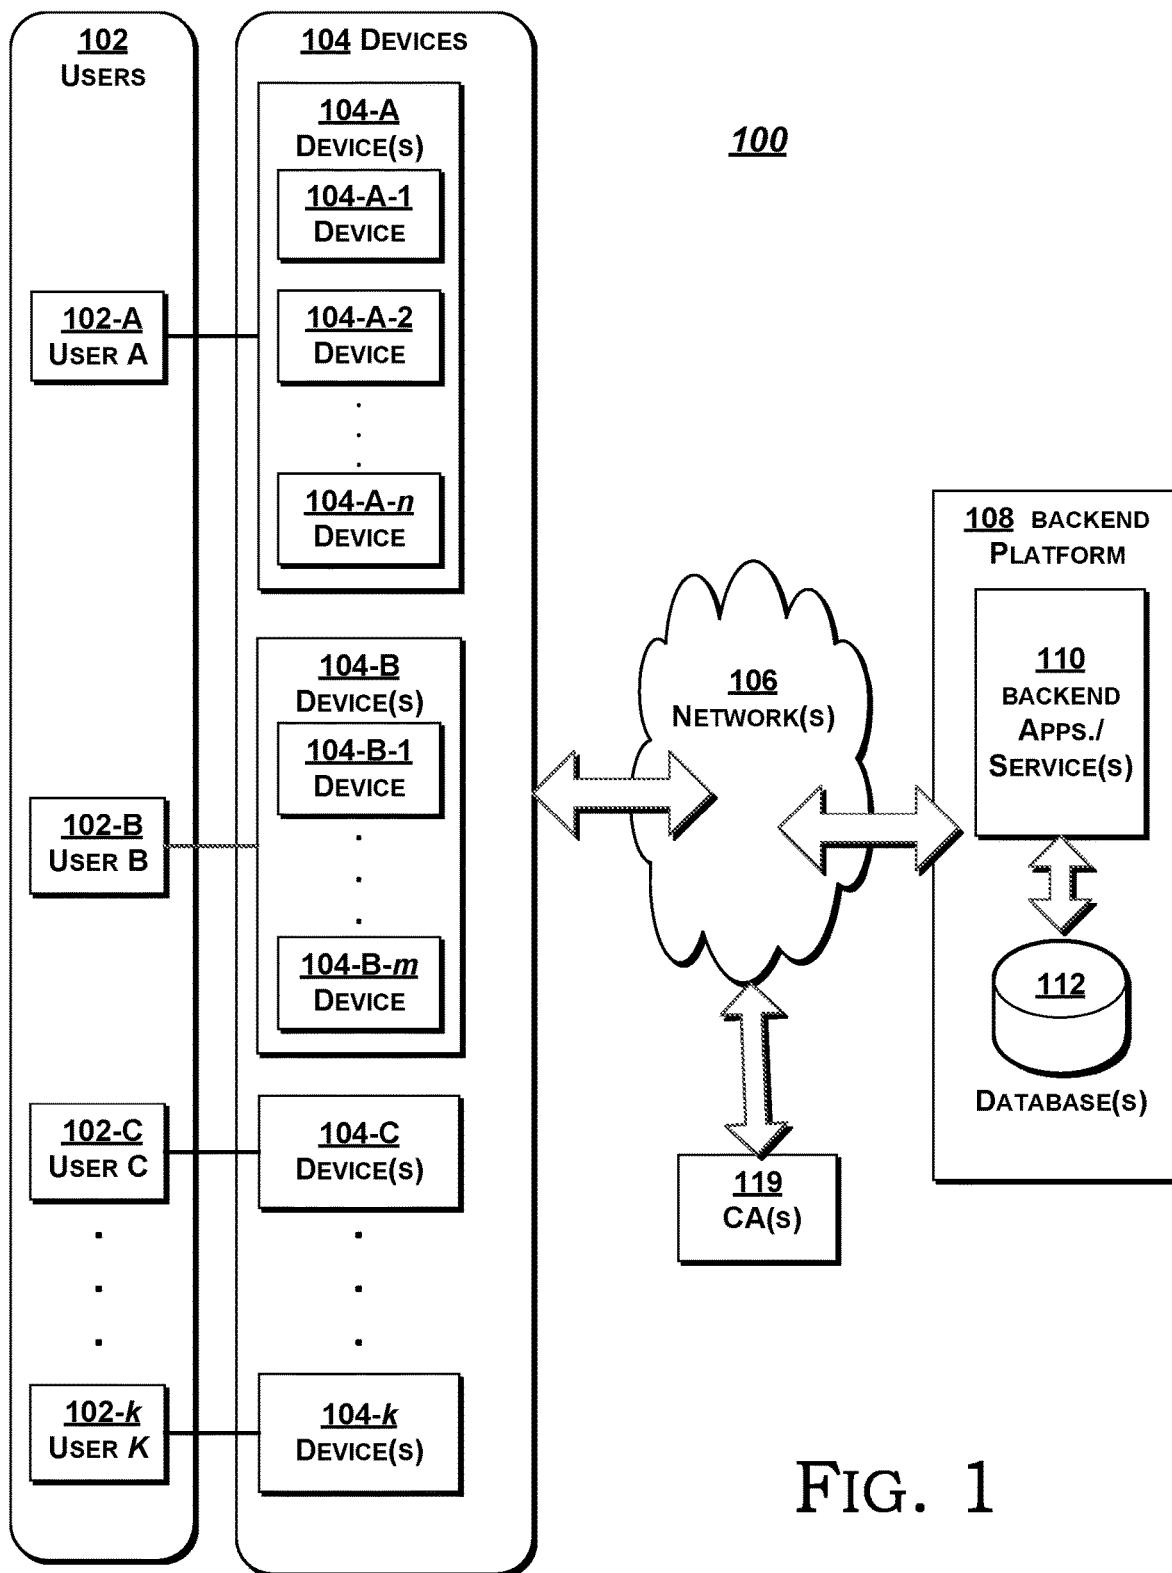 102
USERS
104 DEVICES
104-A
DEVICE(S)
104-A-1
DEVICE
104-A-2
DEVICE
.
.
.
104-A-n
DEVICE
102-A
USER A
104-B
DEVICE(S)
104-B-1
DEVICE
.
.
.
104-B-m
DEVICE
102-B
USER B
102-C
USER C
104-C
DEVICE(S)
.
.
.
.
.
.
102-k
USER K
104-k
DEVICE(S)
100
106
NETWORK(S)
108 BACKEND
PLATFORM
110
BACKEND
APPS./
SERVICE(S)
112
DATABASE(S)
119
CA(S)
FIG. 1